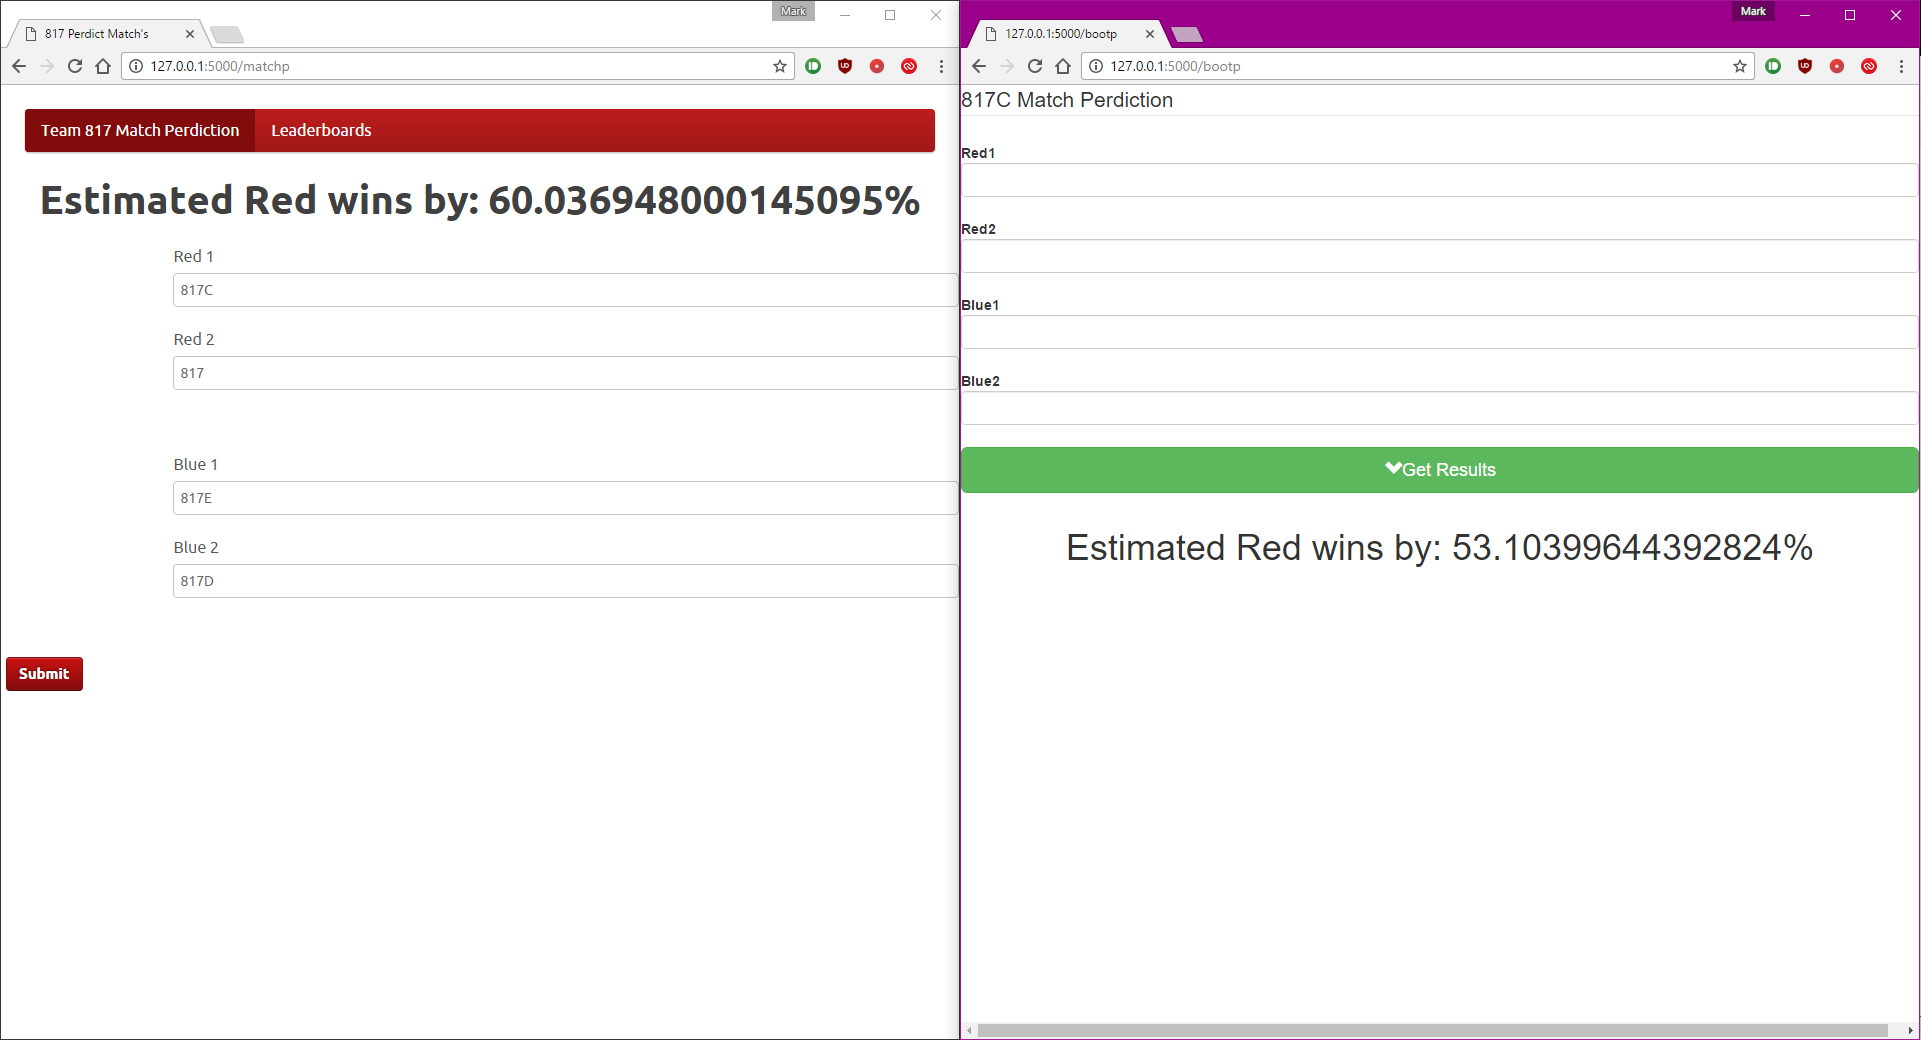 Mark
817 Perdict Match's
127.0.0.1:5000/matchp
Team 817 Match Perdiction
Leaderboards
Estimated Red wins by: 60.036948000145095%
Red 1
817C
Red 2
817
Blue 1
817E
Blue 2
817D
Submit
Mark
127.0.0.1:5000/bootp
127.0.0.1:5000/bootp
817C Match Perdiction
Red1
Red2
Blue1
Blue2
Get Results
Estimated Red wins by: 53.10399644392824%